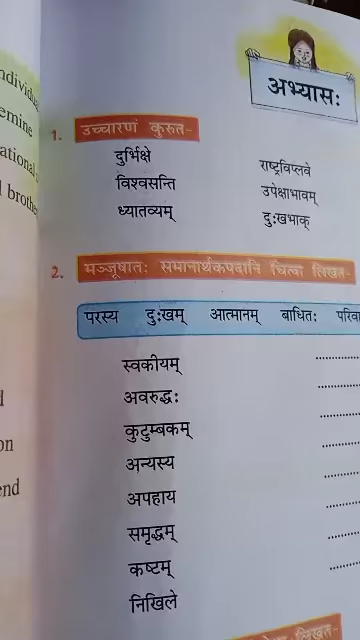 अभ्यासः
1. उच्चारणं कुरुत-
दुर्भिक्षे राष्ट्रविप्लवे
विश्वसन्ति उपेक्षाभावम्
ध्यातव्यम् दुःखभाक्
2. मञ्जूषातः समानार्थकपदानि चित्वा लिखत-
परस्य दुःखम् आत्मानम् बाधितः
स्वकीयम् ...........
अवरुद्धः ...........
कुटुम्बकम् ...........
अन्यस्य ...........
अपहाय ...........
समृद्धम् ...........
कष्टम् ...........
निखिले
लिखत-